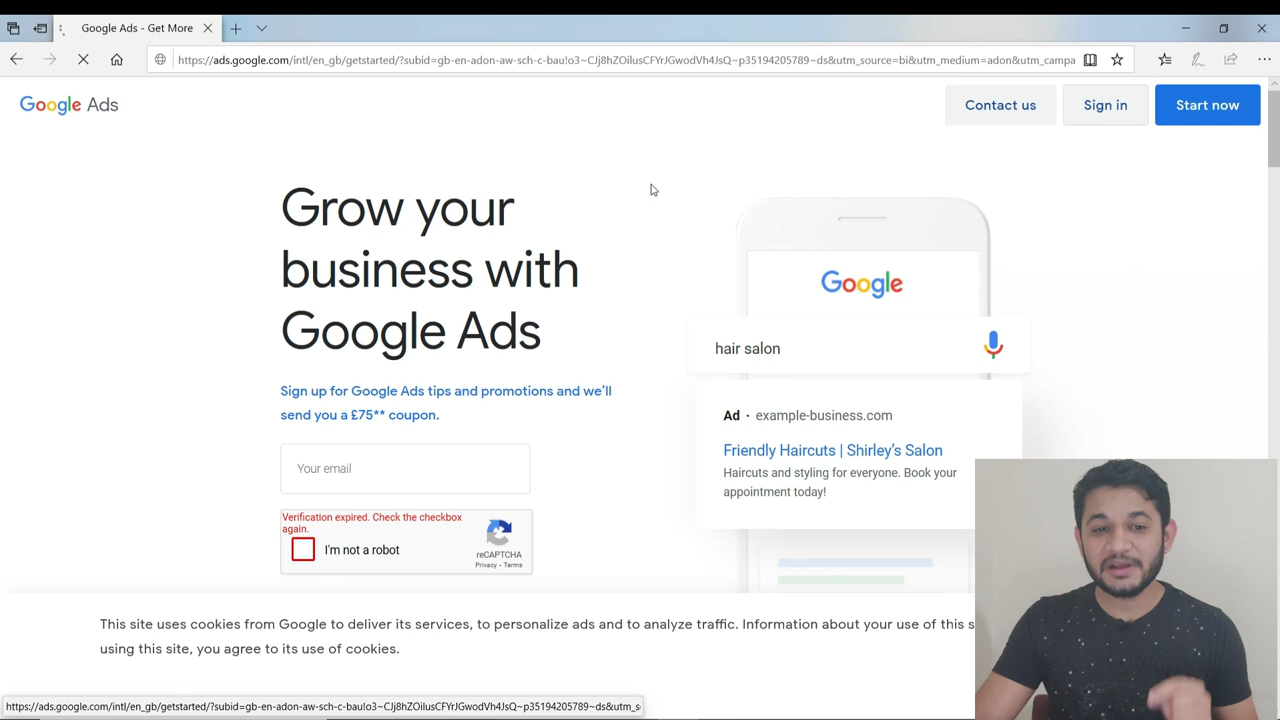 Google Ads - Get More
https://ads.google.com/intl/en_gb/getstarted/?subid=gb-en-adon-aw-sch-c-bau!o3~CJj8hZOilusCFYrJGwodVh4JsQ~p35194205789~ds&utm_source=bi&utm_medium=adon&utm_campa
Google Ads
Contact us
Sign in
Start now
Grow your
business with
Google Ads
Sign up for Google Ads tips and promotions and we'll
send you a £75** coupon.
Your email
Verification expired. Check the checkbox
again.
I'm not a robot
reCAPTCHA
Privacy - Terms
Google
hair salon
Ad · example-business.com
Friendly Haircuts | Shirley's Salon
Haircuts and styling for everyone. Book your
appointment today!
This site uses cookies from Google to deliver its services, to personalize ads and to analyze traffic. Information about your use of this s
using this site, you agree to its use of cookies.
https://ads.google.com/intl/en_gb/getstarted/?subid=gb-en-adon-aw-sch-c-bau!o3~CJj8hZOilusCFYrJGwodVh4JsQ~p35194205789~ds&utm_s